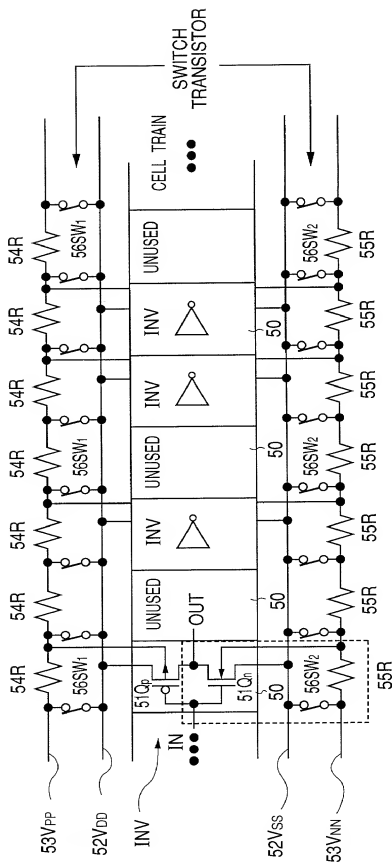 54R 54R 54R 54R 54R 54R 54R
53VPP
56SW1 56SW1 56SW1
52VDD
SWITCH
TRANSISTOR
CELL TRAIN
INV
51Qp
UNUSED INV UNUSED INV INV UNUSED
IN
OUT
51Qn
50 50 50 50
52VSS
56SW2 56SW2 56SW2
53VNN
55R 55R 55R 55R 55R 55R
55R